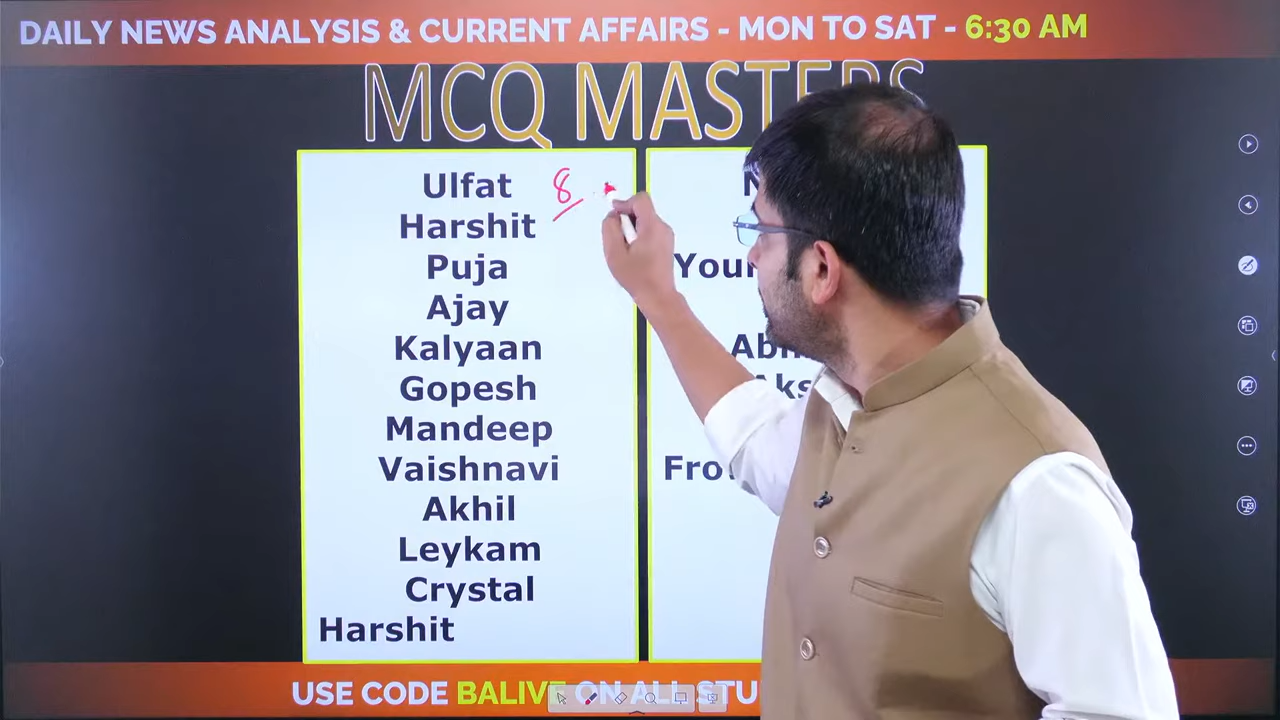 DAILY NEWS ANALYSIS & CURRENT AFFAIRS - MON TO SAT - 6:30 AM
MCQ MASTERS
Ulfat 8
Harshit
Puja
Ajay
Kalyaan
Gopesh
Mandeep
Vaishnavi
Akhil
Leykam
Crystal
Harshit
USE CODE BALIVE ON ALL